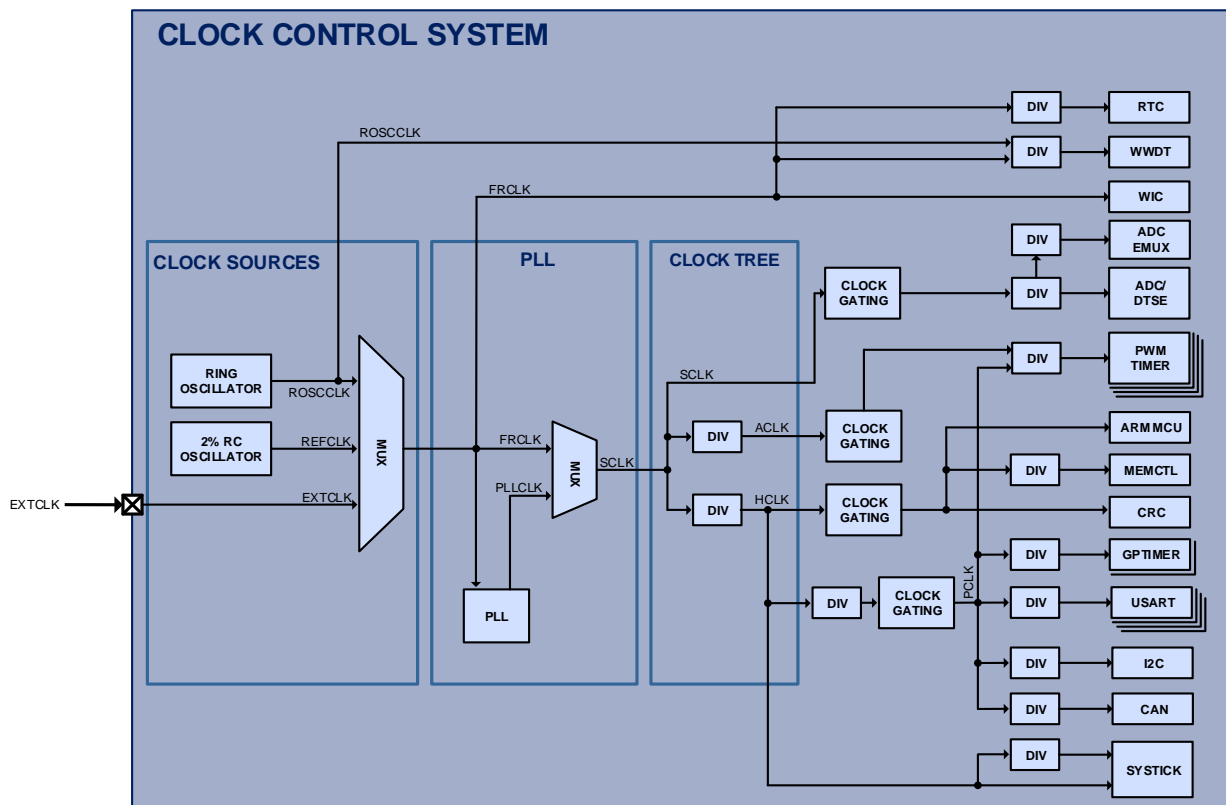 CLOCK CONTROL SYSTEM
DIV
RTC
ROSCCLK
DIV
WWDT
FRCLK
WIC
CLOCK SOURCES
PLL
CLOCK TREE
DIV
ADC
EMUX
CLOCK
GATING
DIV
ADC/
DTSE
RING
OSCILLATOR
ROSCCLK
SCLK
DIV
PWM
TIMER
2% RC
OSCILLATOR
REFCLK
MUX
FRCLK
MUX
SCLK
DIV
ACLK
CLOCK
GATING
ARM MCU
DIV
MEMCTL
EXTCLK
EXTCLK
PLLCLK
DIV
HCLK
CLOCK
GATING
CRC
DIV
GPTIMER
PLL
DIV
CLOCK
GATING
PCLK
DIV
USART
DIV
I2C
DIV
CAN
DIV
SYSTICK